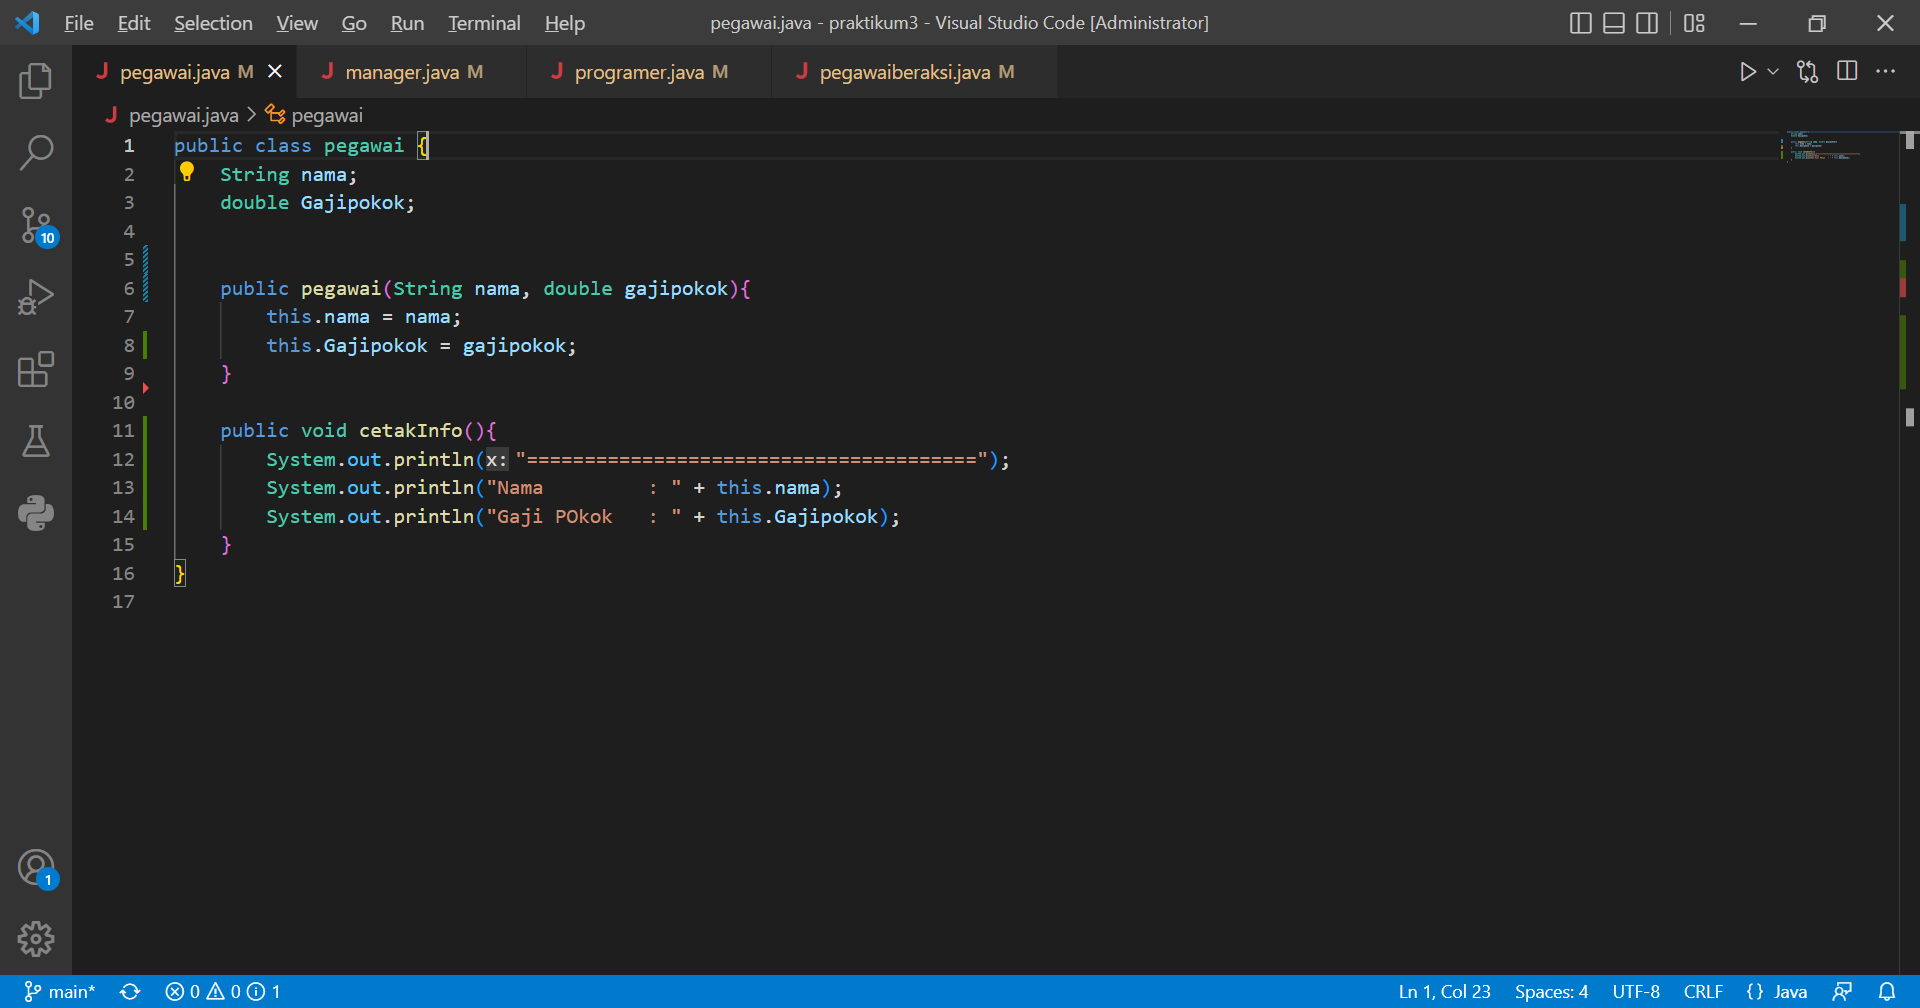 File Edit Selection View Go Run Terminal Help pegawai.java - praktikum3 - Visual Studio Code [Administrator]
J pegawai.java M J manager.java M J programer.java M J pegawaiberaksi.java M
J pegawai.java > pegawai
1 public class pegawai {
2     String nama;
3     double Gajipokok;
4
5
6     public pegawai(String nama, double gajipokok){
7         this.nama = nama;
8         this.Gajipokok = gajipokok;
9     }
10
11     public void cetakInfo(){
12         System.out.println(x: "=======================================");
13         System.out.println("Nama         : " + this.nama);
14         System.out.println("Gaji POkok   : " + this.Gajipokok);
15     }
16 }
17
10
1
main* 0 0 1 Ln 1, Col 23 Spaces: 4 UTF-8 CRLF {} Java